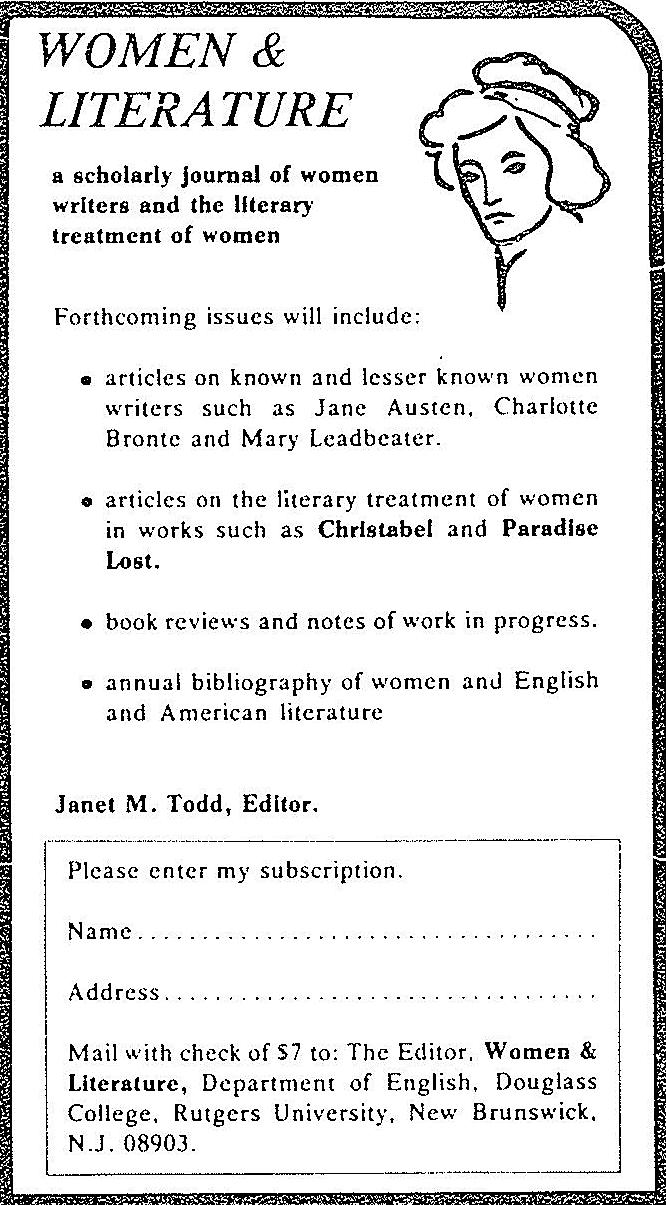 WOMEN &
LITERATURE
a scholarly journal of women
writers and the literary
treatment of women
Forthcoming issues will include:
• articles on known and lesser known women
writers such as Jane Austen, Charlotte
Bronte and Mary Leadbeater.
• articles on the literary treatment of women
in works such as Christabel and Paradise
Lost.
• book reviews and notes of work in progress.
• annual bibliography of women and English
and American literature
Janet M. Todd, Editor.
Please enter my subscription.
Name....................................
Address..................................
Mail with check of $7 to: The Editor, Women &
Literature, Department of English, Douglass
College, Rutgers University, New Brunswick,
N.J. 08903.